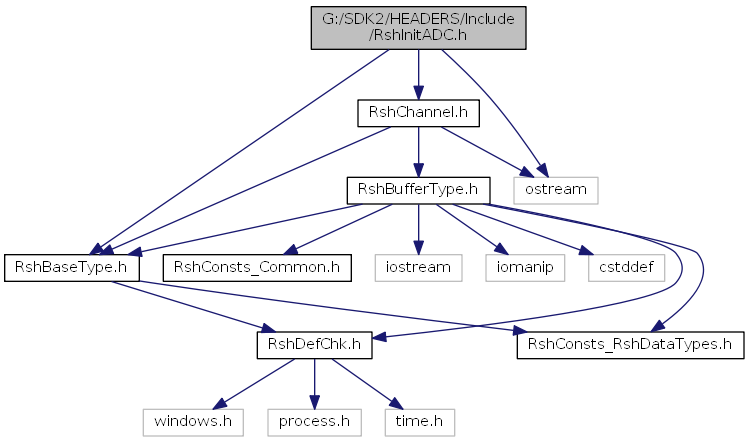 G:/SDK2/HEADERS/Include
/RshInitADC.h
RshChannel.h
RshBufferType.h
ostream
RshBaseType.h
RshConsts_Common.h
iostream
iomanip
cstddef
RshDefChk.h
RshConsts_RshDataTypes.h
windows.h
process.h
time.h